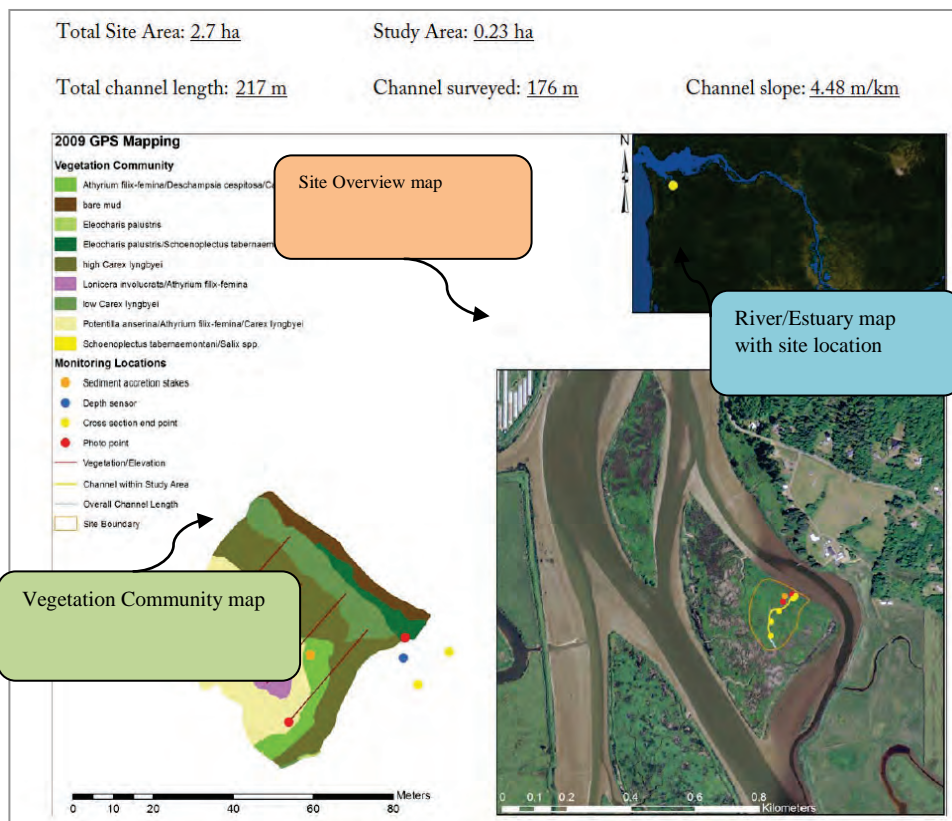 Total Site Area: 2.7 ha Study Area: 0.23 ha
Total channel length: 217 m Channel surveyed: 176 m Channel slope: 4.48 m/km
2009 GPS Mapping
Vegetation Community
Athyrium filix-femina/Deschampsia cespitosa/Ca
bare mud
Eleocharis palustris
Eleocharis palustris/Schoenoplectus tabernaem
high Carex lyngbyei
Lonicera involucrata/Athyrium filix-femina
low Carex lyngbyei
Potentilla anserina/Athyrium filix-femina/Carex lyngbyei
Schoenoplectus tabernaemontani/Salix spp.
Monitoring Locations
Sediment accretion stakes
Depth sensor
Cross section end point
Photo point
Vegetation/Elevation
Channel within Study Area
Overall Channel Length
Site Boundary
Site Overview map
N
River/Estuary map
with site location
Vegetation Community map
Meters
0 10 20 40 60 80
0 0.1 0.2 0.4 0.6 0.8
Kilometers